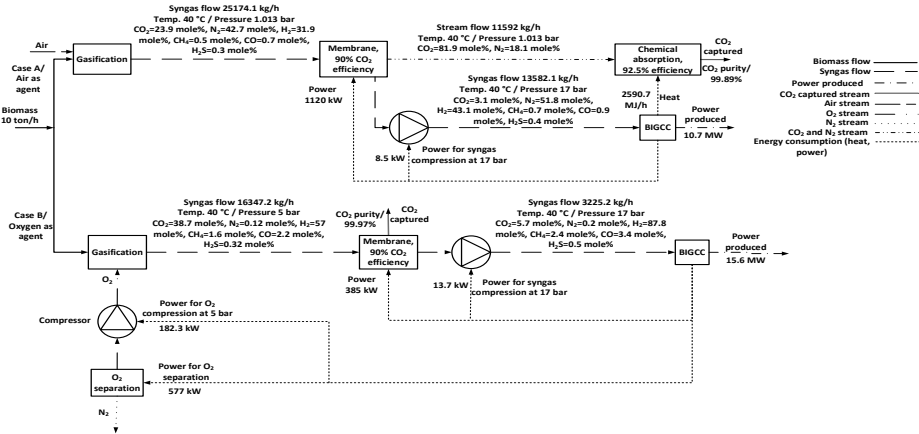 Syngas flow 25174.1 kg/h
Temp. 40 °C / Pressure 1.013 bar
CO₂=23.9 mole%, N₂=42.7 mole%, H₂=31.9
mole%, CH₄=0.5 mole%, CO=0.7 mole%,
H₂S=0.3 mole%
Air
Case A/
Air as
agent
Biomass
10 ton/h
Gasification
Membrane,
90% CO₂
efficiency
Stream flow 11592 kg/h
Temp. 40 °C / Pressure 1.013 bar
CO₂=81.9 mole%, N₂=18.1 mole%
Chemical
absorption,
92.5% efficiency
CO₂
captured
CO₂ purity/
99.89%
Power
1120 kW
Syngas flow 13582.1 kg/h
Temp. 40 °C / Pressure 17 bar
CO₂=3.1 mole%, N₂=51.8 mole%,
H₂=43.1 mole%, CH₄=0.7 mole%, CO=0.9
mole%, H₂S=0.4 mole%
2590.7
MJ/h
Heat
BIGCC
Power
produced
10.7 MW
8.5 kW
Power for syngas
compression at 17 bar
Biomass flow
Syngas flow
Power produced
CO₂ captured stream
Air stream
O₂ stream
N₂ stream
CO₂ and N₂ stream
Energy consumption (heat,
power)
Case B/
Oxygen as
agent
Syngas flow 16347.2 kg/h
Temp. 40 °C / Pressure 5 bar
CO₂=38.7 mole%, N₂=0.12 mole%, H₂=57
mole%, CH₄=1.6 mole%, CO=2.2 mole%,
H₂S=0.32 mole%
Gasification
CO₂ purity/
99.97%
CO₂
captured
Membrane,
90% CO₂
efficiency
Power
385 kW
Syngas flow 3225.2 kg/h
Temp. 40 °C / Pressure 17 bar
CO₂=5.7 mole%, N₂=0.2 mole%, H₂=87.8
mole%, CH₄=2.4 mole%, CO=3.4 mole%,
H₂S=0.5 mole%
13.7 kW
Power for syngas
compression at 17 bar
BIGCC
Power
produced
15.6 MW
O₂
Compressor
Power for O₂
compression at 5 bar
182.3 kW
O₂
separation
Power for O₂
separation
577 kW
N₂